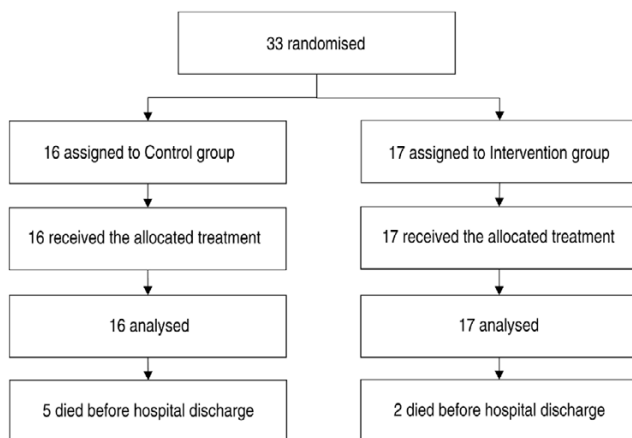 33 randomised
16 assigned to Control group
17 assigned to Intervention group
16 received the allocated treatment
17 received the allocated treatment
16 analysed
17 analysed
5 died before hospital discharge
2 died before hospital discharge